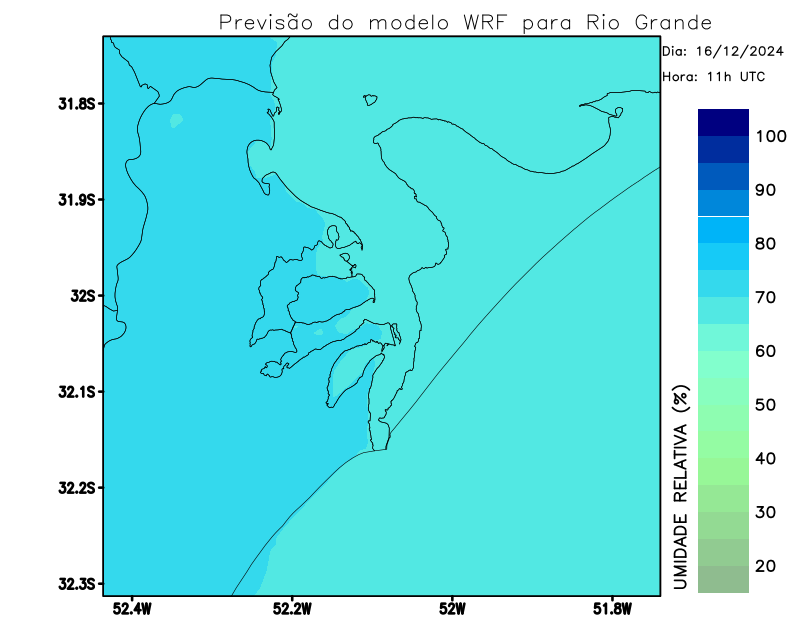 Previsão do modelo WRF para Rio Grande
Dia: 16/12/2024
Hora: 11h UTC
31.8S
31.9S
32S
32.1S
32.2S
32.3S
52.4W
52.2W
52W
51.8W
100
90
80
70
60
50
40
30
20
UMIDADE RELATIVA (%)